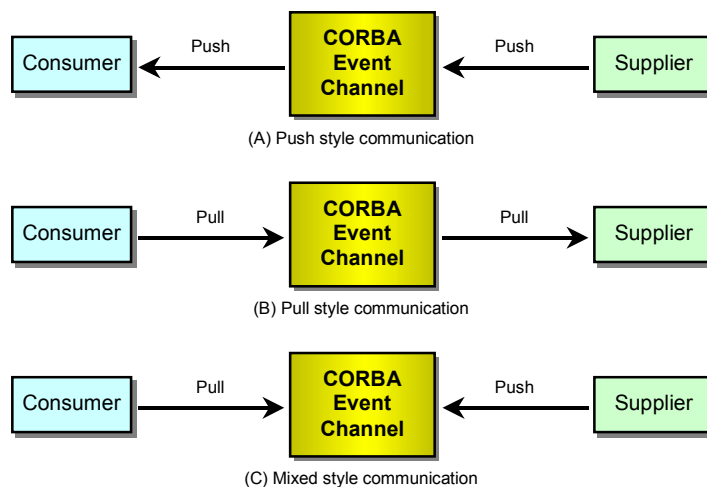 Consumer
Push
CORBA
Event
Channel
Push
Supplier
(A) Push style communication
Consumer
Pull
CORBA
Event
Channel
Pull
Supplier
(B) Pull style communication
Consumer
Pull
CORBA
Event
Channel
Push
Supplier
(C) Mixed style communication